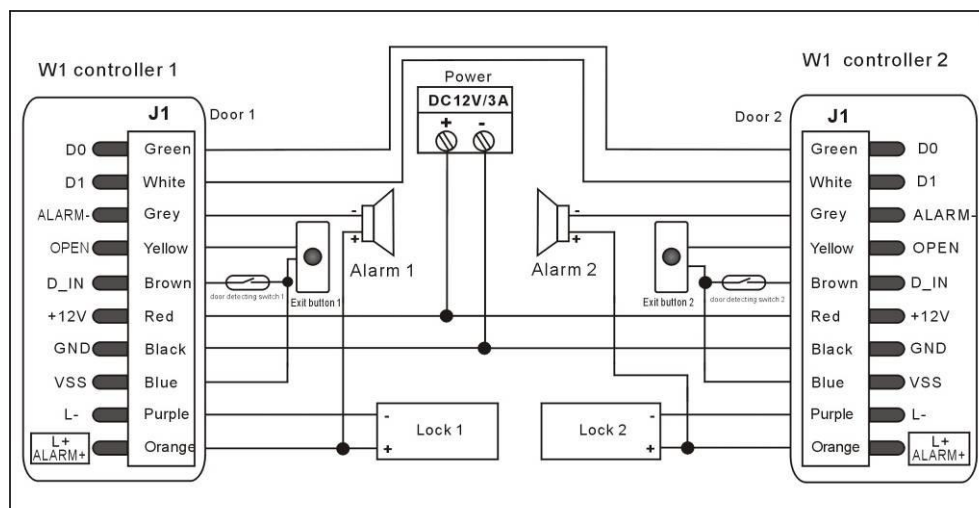 W1 controller 1
W1 controller 2
Power
DC12V/3A
+ -
J1
Door 1
Door 2
J1
D0 Green
Green D0
D1 White
White D1
ALARM- Grey
-
-
Grey ALARM-
OPEN Yellow
+
+
Yellow OPEN
Alarm 1
Alarm 2
D_IN Brown
door detecting switch 1
Exit button 1
Exit button 2
door detecting switch 2
Brown D_IN
+12V Red
Red +12V
GND Black
Black GND
VSS Blue
Blue VSS
L- Purple
-
Lock 1
+
Lock 2
-
+
Purple L-
L+
ALARM+
Orange
Orange
L+
ALARM+